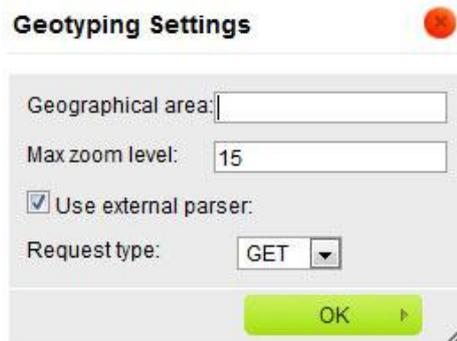 Geotyping Settings
Geographical area:
Max zoom level: 15
Use external parser:
Request type: GET
OK